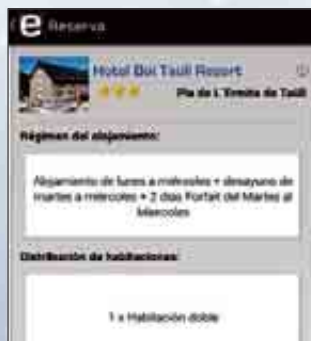 e Reserva
Hotel Boi Taüll Resort
Pla de L'Ermita de Taüll
Régimen del alojamiento:
Alojamiento de lunes a miércoles + desayuno de
martes a miércoles + 2 dias Forfait del Martes al
Miercoles
Distribución de habitaciones:
1 x Habitación doble